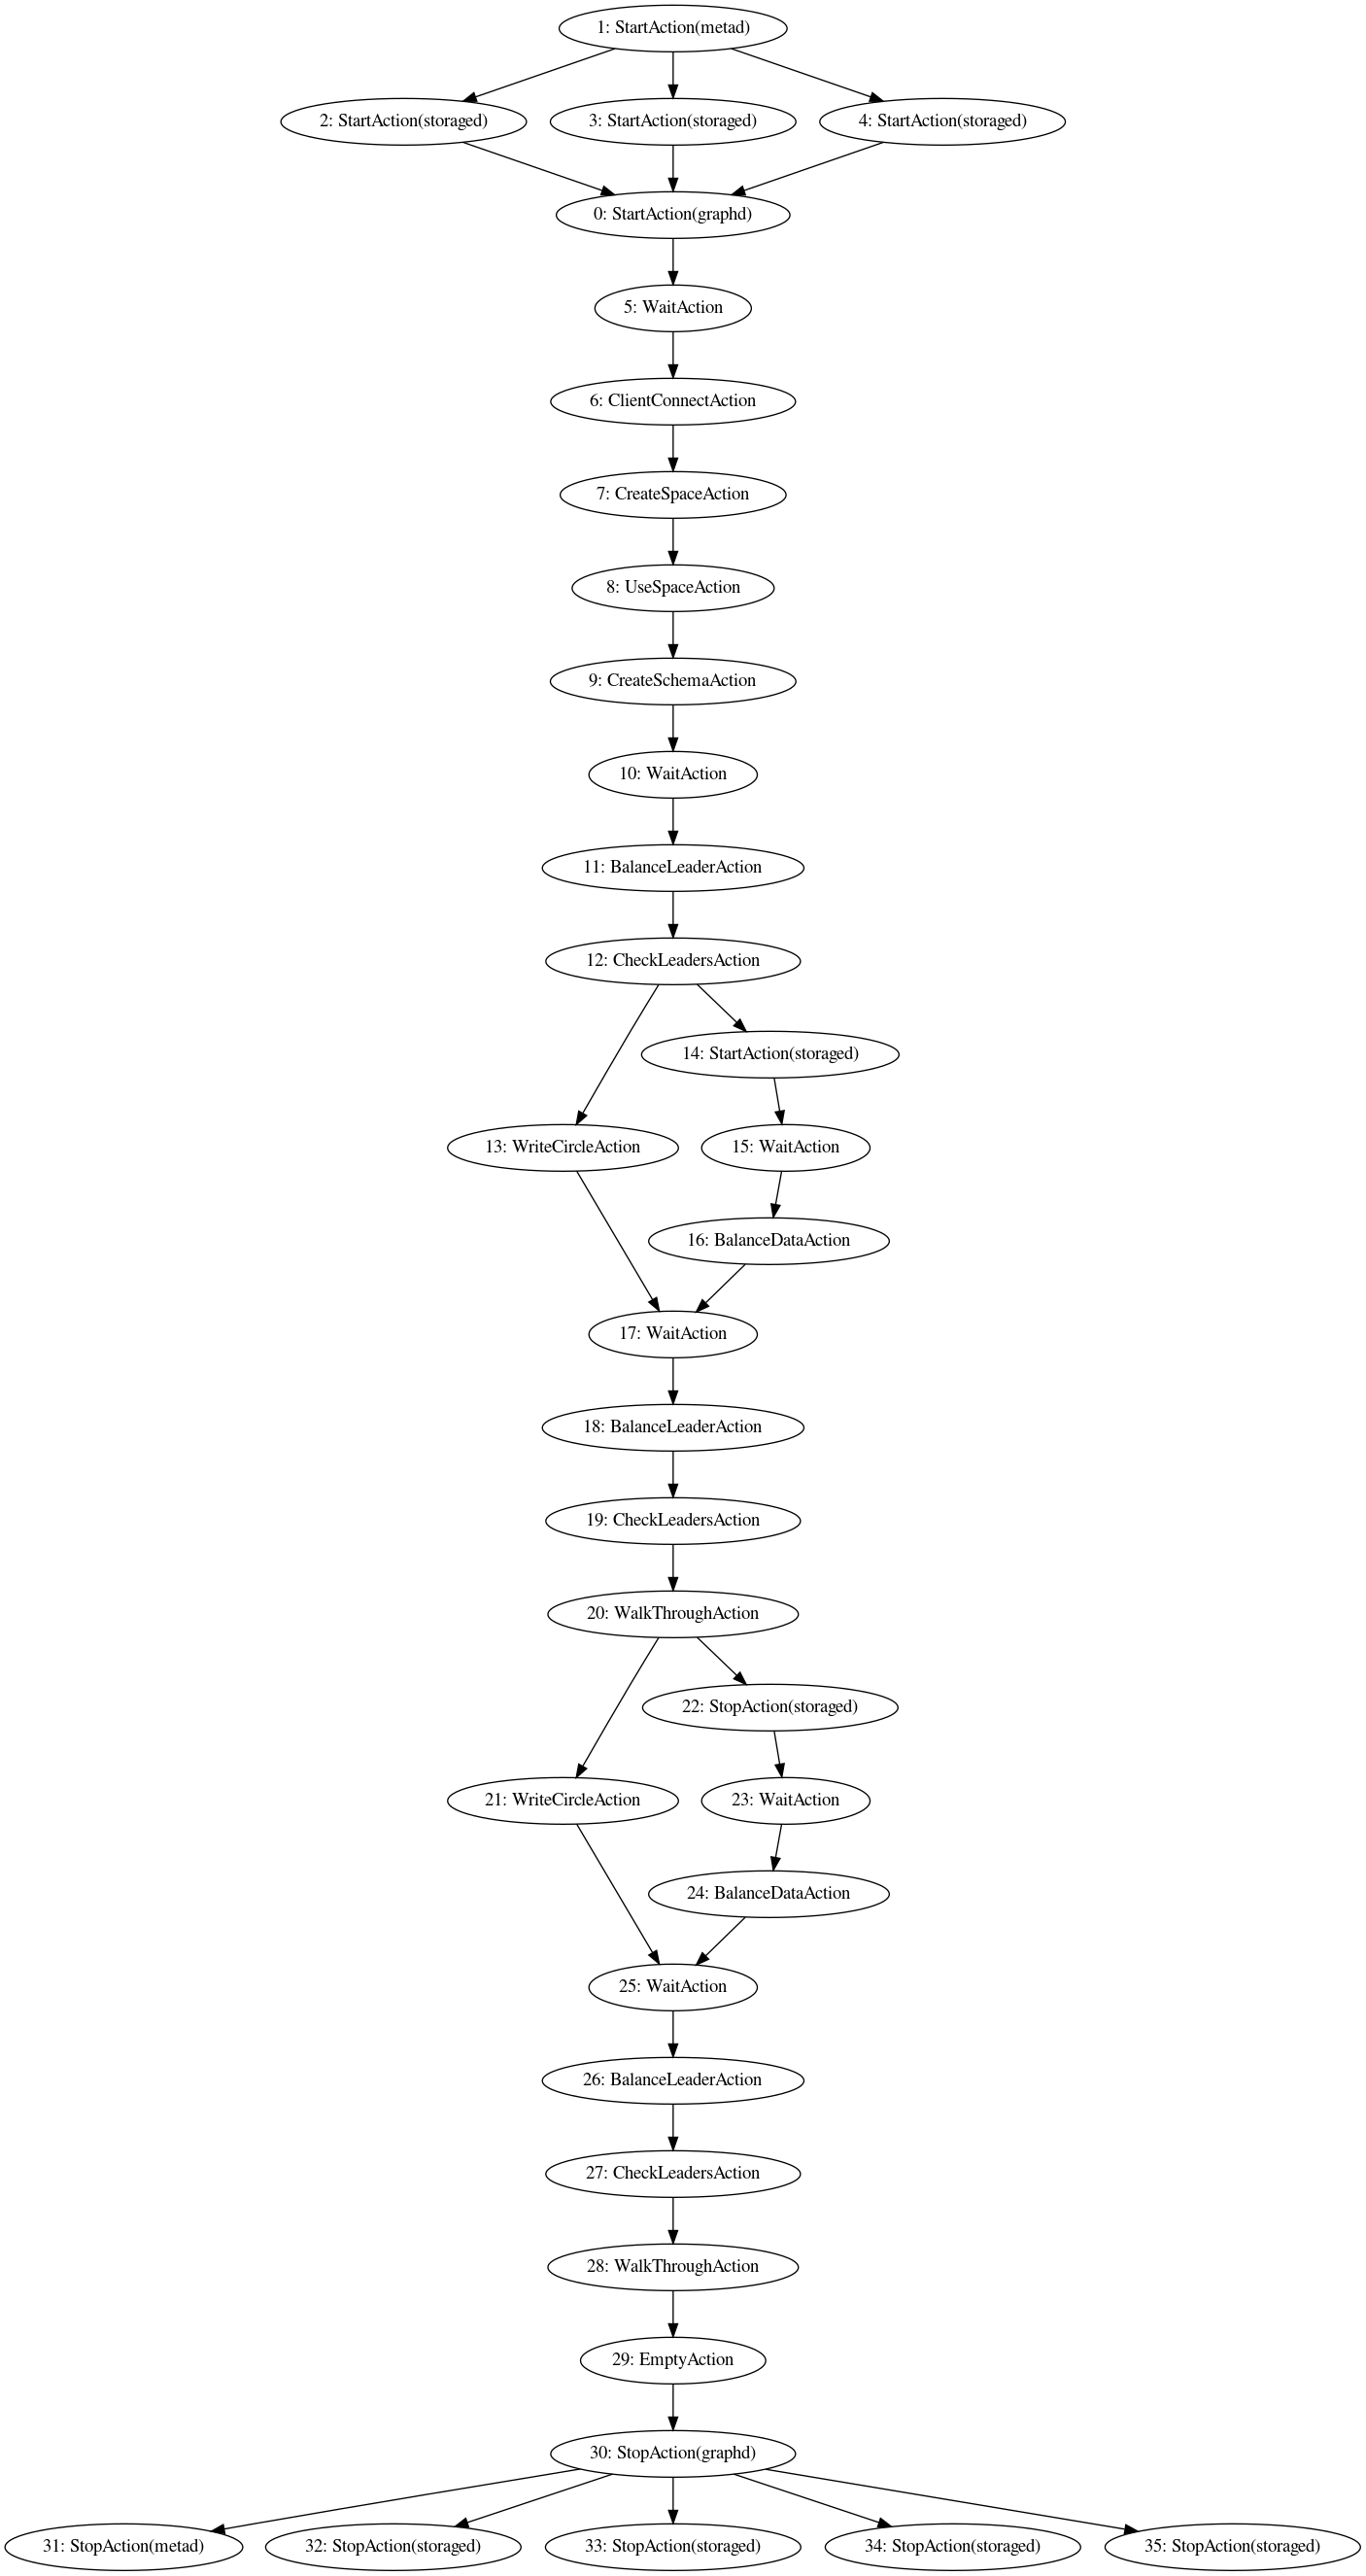 1: StartAction(metad)
2: StartAction(storaged)
3: StartAction(storaged)
4: StartAction(storaged)
0: StartAction(graphd)
5: WaitAction
6: ClientConnectAction
7: CreateSpaceAction
8: UseSpaceAction
9: CreateSchemaAction
10: WaitAction
11: BalanceLeaderAction
12: CheckLeadersAction
14: StartAction(storaged)
13: WriteCircleAction
15: WaitAction
16: BalanceDataAction
17: WaitAction
18: BalanceLeaderAction
19: CheckLeadersAction
20: WalkThroughAction
22: StopAction(storaged)
21: WriteCircleAction
23: WaitAction
24: BalanceDataAction
25: WaitAction
26: BalanceLeaderAction
27: CheckLeadersAction
28: WalkThroughAction
29: EmptyAction
30: StopAction(graphd)
31: StopAction(metad)
32: StopAction(storaged)
33: StopAction(storaged)
34: StopAction(storaged)
35: StopAction(storaged)